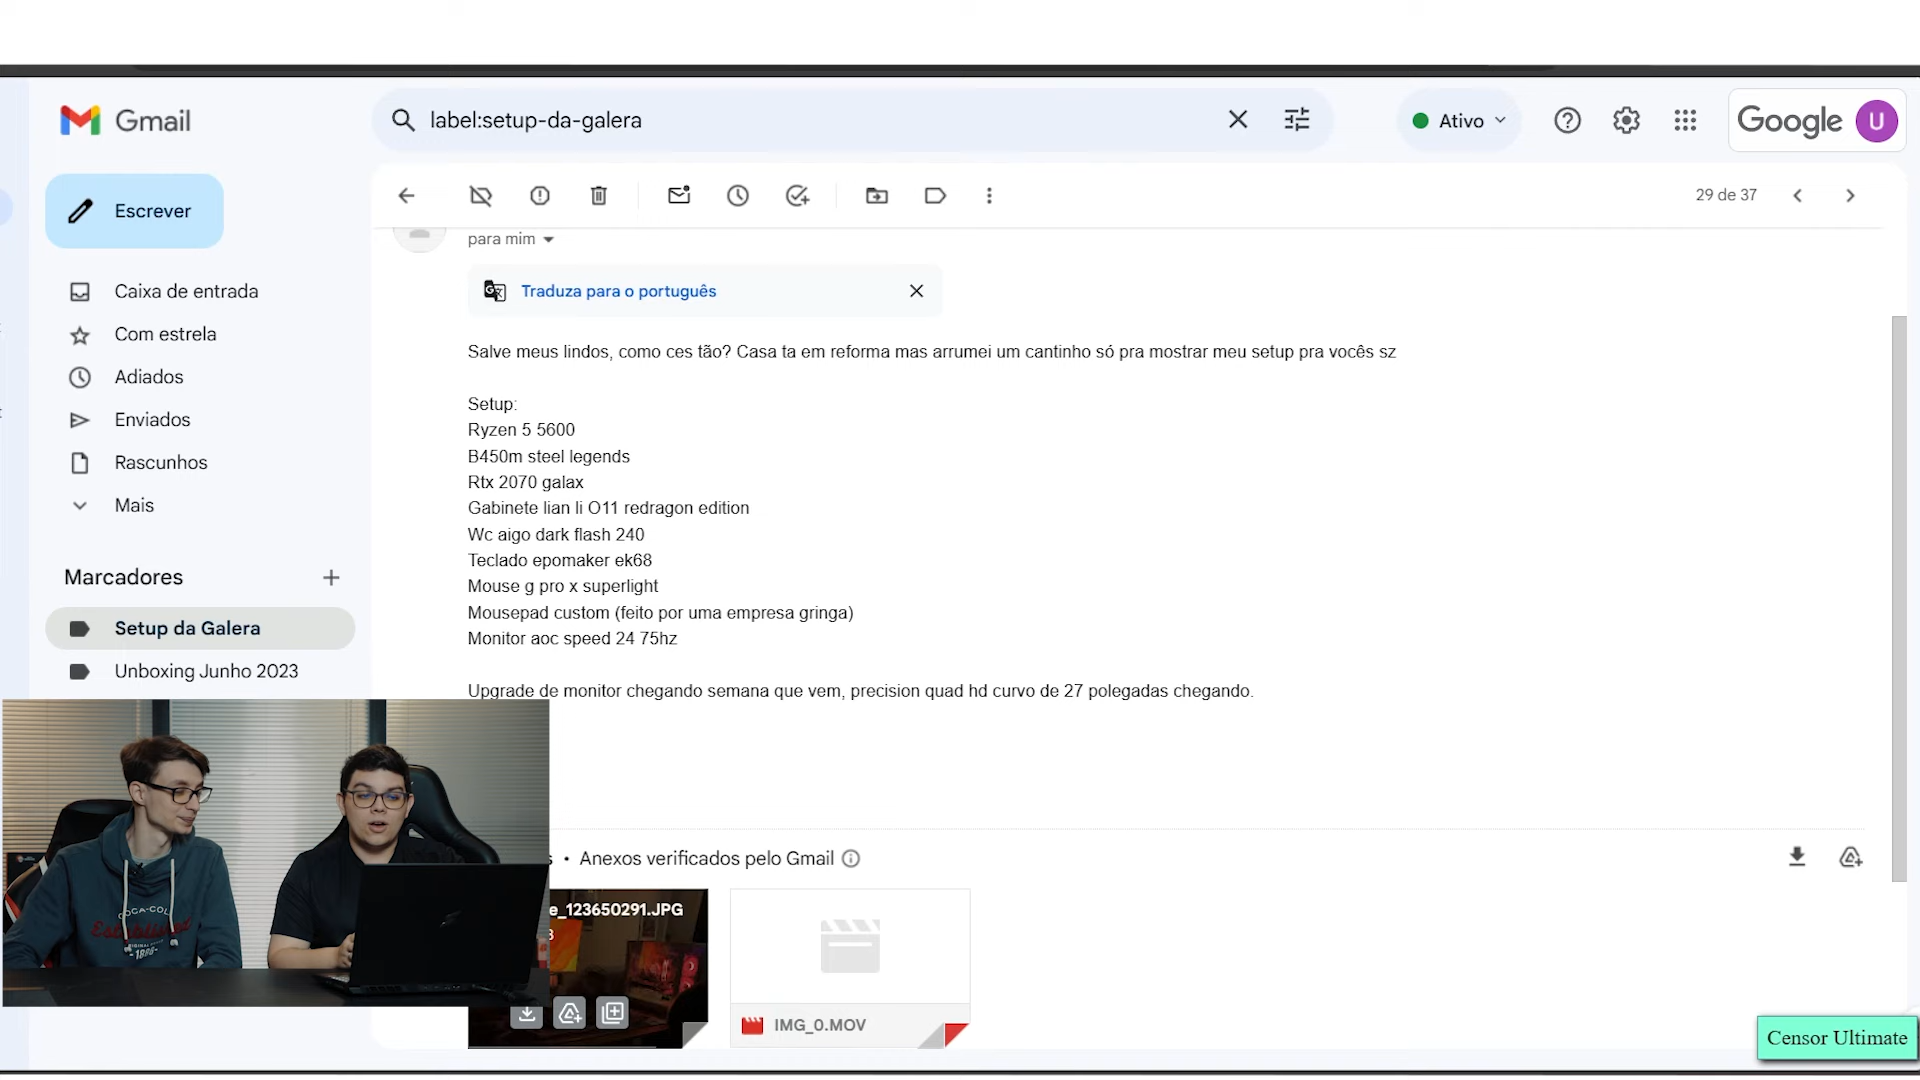 Gmail
label:setup-da-galera
Ativo
Google
U
Escrever
29 de 37
para mim
Caixa de entrada
Com estrela
Adiados
Enviados
Rascunhos
Mais
Marcadores
Setup da Galera
Unboxing Junho 2023
Traduza para o português
Salve meus lindos, como ces tão? Casa ta em reforma mas arrumei um cantinho só pra mostrar meu setup pra vocês sz
Setup:
Ryzen 5 5600
B450m steel legends
Rtx 2070 galax
Gabinete lian li O11 redragon edition
Wc aigo dark flash 240
Teclado epomaker ek68
Mouse g pro x superlight
Mousepad custom (feito por uma empresa gringa)
Monitor aoc speed 24 75hz
Upgrade de monitor chegando semana que vem, precision quad hd curvo de 27 polegadas chegando.
s • Anexos verificados pelo Gmail
e_123650291.JPG
IMG_0.MOV
COCA-COL
Established
-1886-
Censor Ultimate